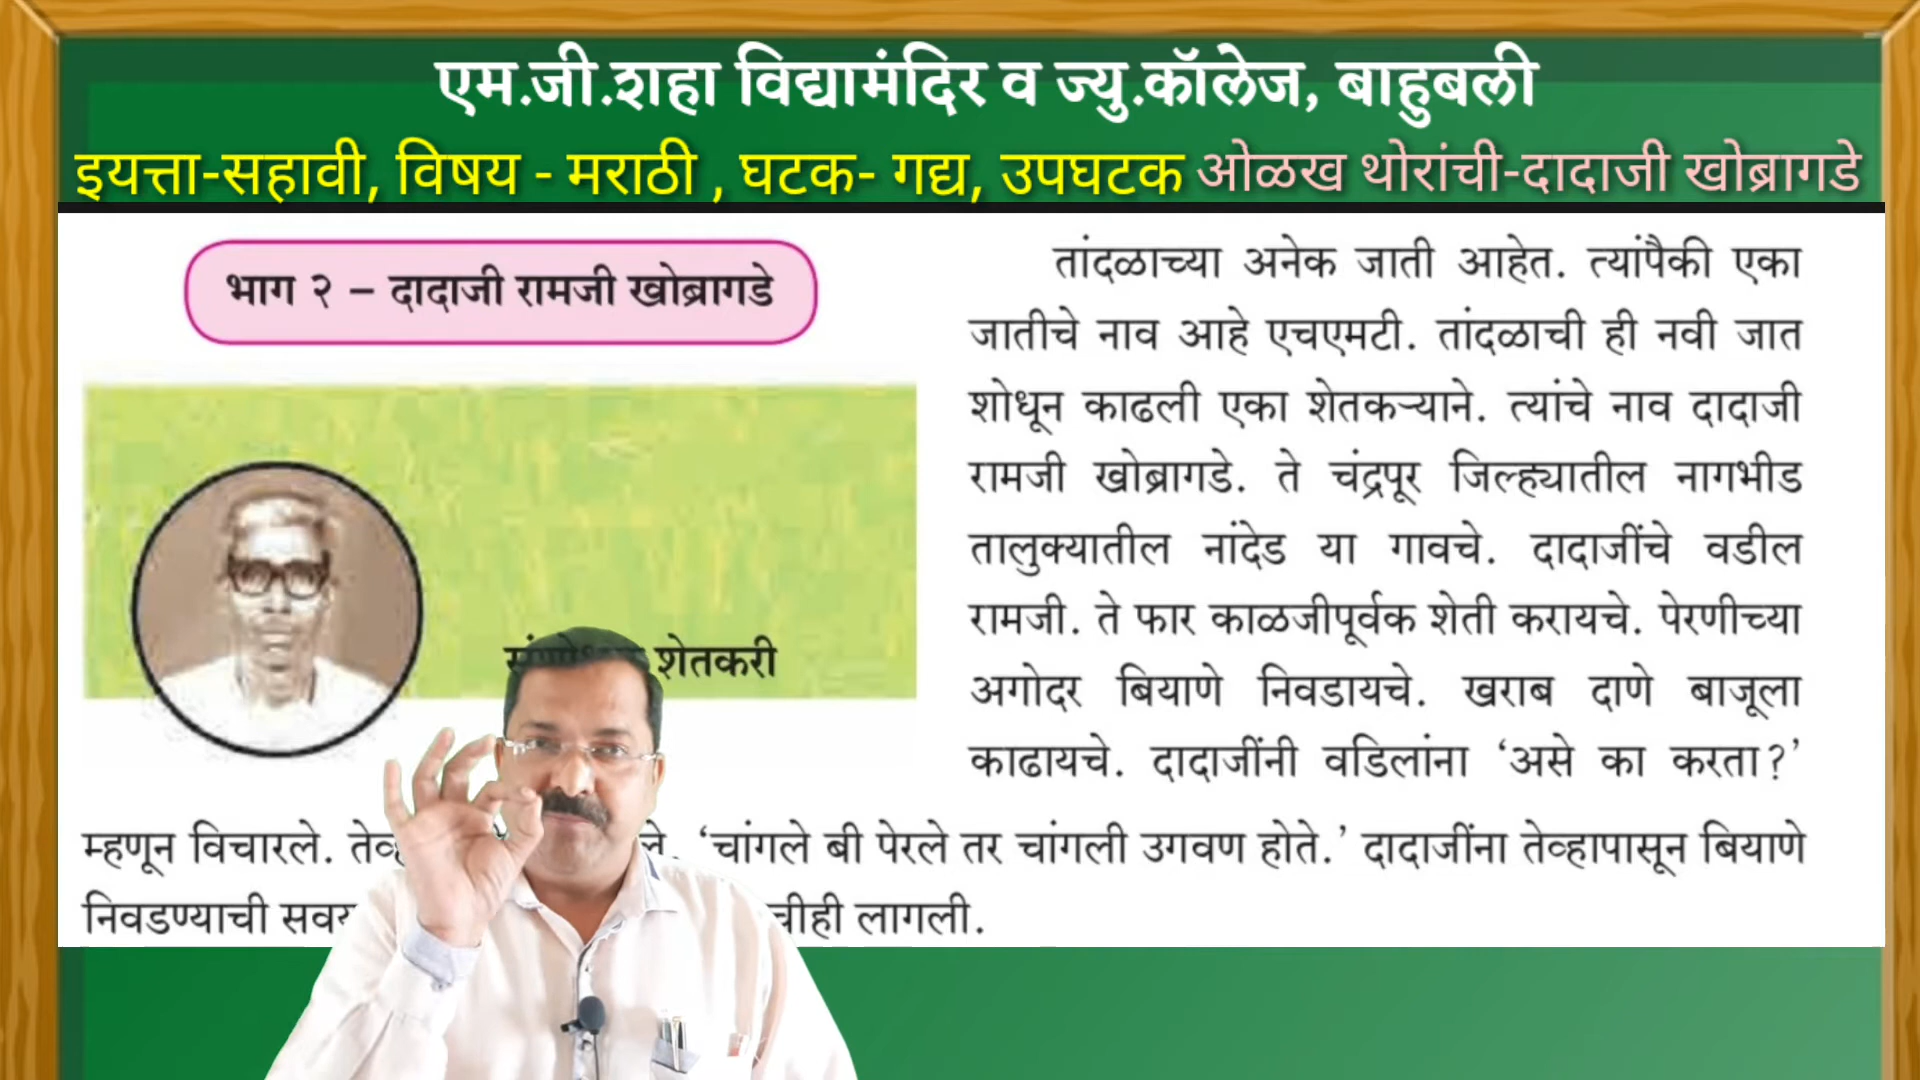 एम.जी.शहा विद्यामंदिर व ज्यु.कॉलेज, बाहुबली
इयत्ता-सहावी, विषय - मराठी , घटक- गद्य, उपघटक ओळख थोरांची-दादाजी खोब्रागडे
भाग २ – दादाजी रामजी खोब्रागडे
शेतकरी
तांदळाच्या अनेक जाती आहेत. त्यांपैकी एका
जातीचे नाव आहे एचएमटी. तांदळाची ही नवी जात
शोधून काढली एका शेतकऱ्याने. त्यांचे नाव दादाजी
रामजी खोब्रागडे. ते चंद्रपूर जिल्ह्यातील नागभीड
तालुक्यातील नांदेड या गावचे. दादाजींचे वडील
रामजी. ते फार काळजीपूर्वक शेती करायचे. पेरणीच्या
अगोदर बियाणे निवडायचे. खराब दाणे बाजूला
काढायचे. दादाजींनी वडिलांना ‘असे का करता?’
म्हणून विचारले. ‘चांगले बी पेरले तर चांगली उगवण होते.’ दादाजींना तेव्हापासून बियाणे
निवडण्याची लागली.